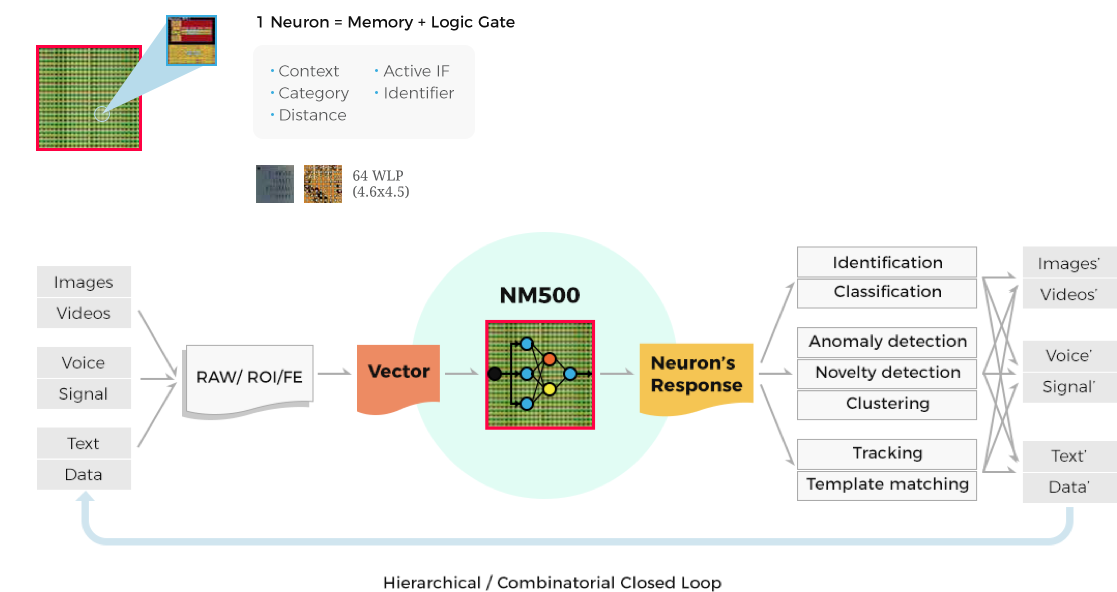 1 Neuron = Memory + Logic Gate
• Context
• Active IF
• Category
• Identifier
• Distance
64 WLP
(4.6x4.5)
Images
Videos
Voice
Signal
Text
Data
RAW/ ROI/FE
Vector
NM500
Neuron's
Response
Identification
Classification
Anomaly detection
Novelty detection
Clustering
Tracking
Template matching
Images'
Videos'
Voice'
Signal'
Text'
Data'
Hierarchical / Combinatorial Closed Loop